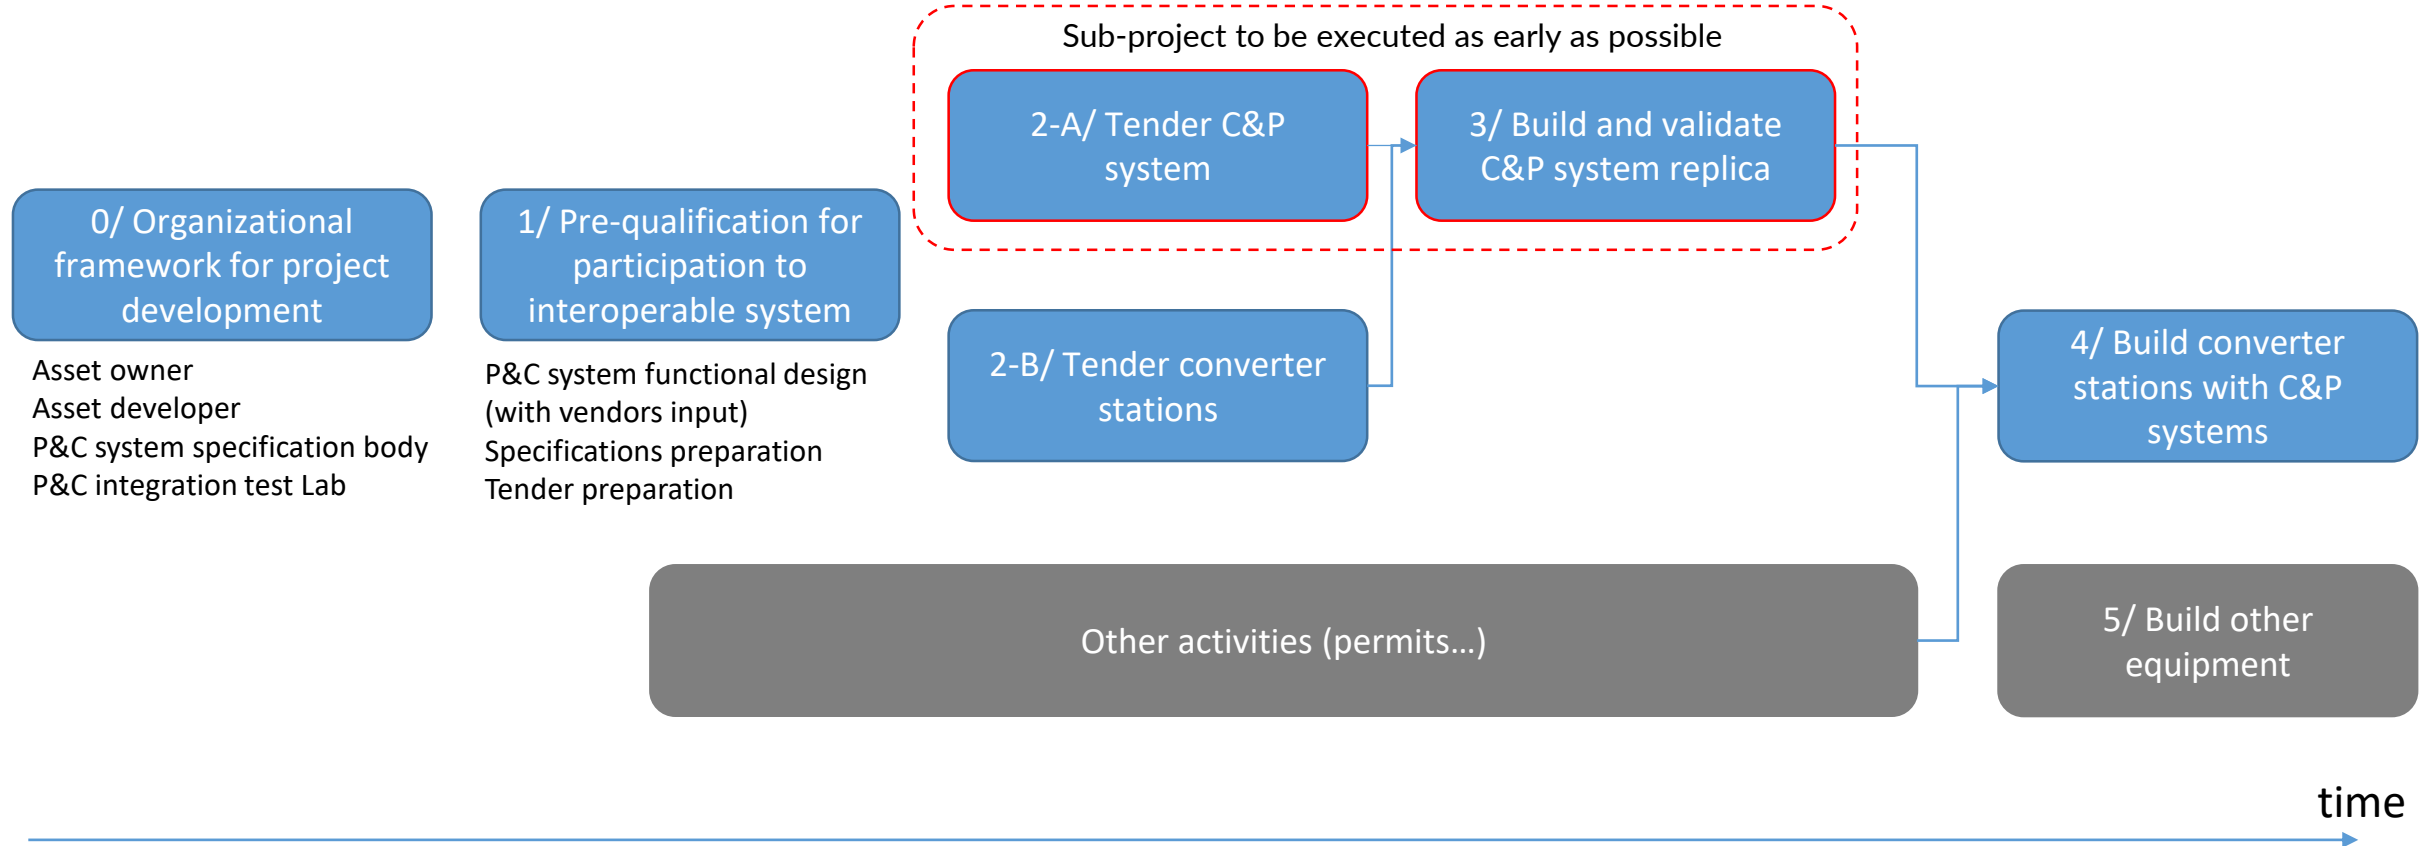 Sub-project to be executed as early as possible
2-A/ Tender C&P
system
3/ Build and validate
C&P system replica
0/ Organizational
framework for project
development
1/ Pre-qualification for
participation to
interoperable system
Asset owner
Asset developer
P&C system specification body
P&C integration test Lab
P&C system functional design
(with vendors input)
Specifications preparation
Tender preparation
2-B/ Tender converter
stations
4/ Build converter
stations with C&P
systems
Other activities (permits...)
5/ Build other
equipment
time